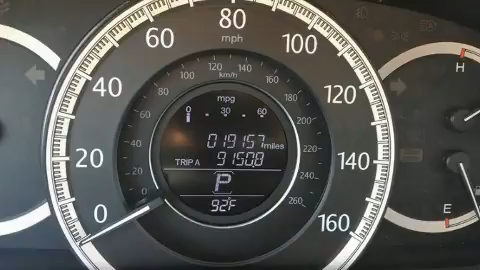 80
mph
60
100
40
120
20
140
0
160
120
100
140
km/h
80
160
60
180
40
200
20
220
0
240
260
mpg
0 30 60
019157 miles
TRIP A 9150.8
P
92°F
H
E